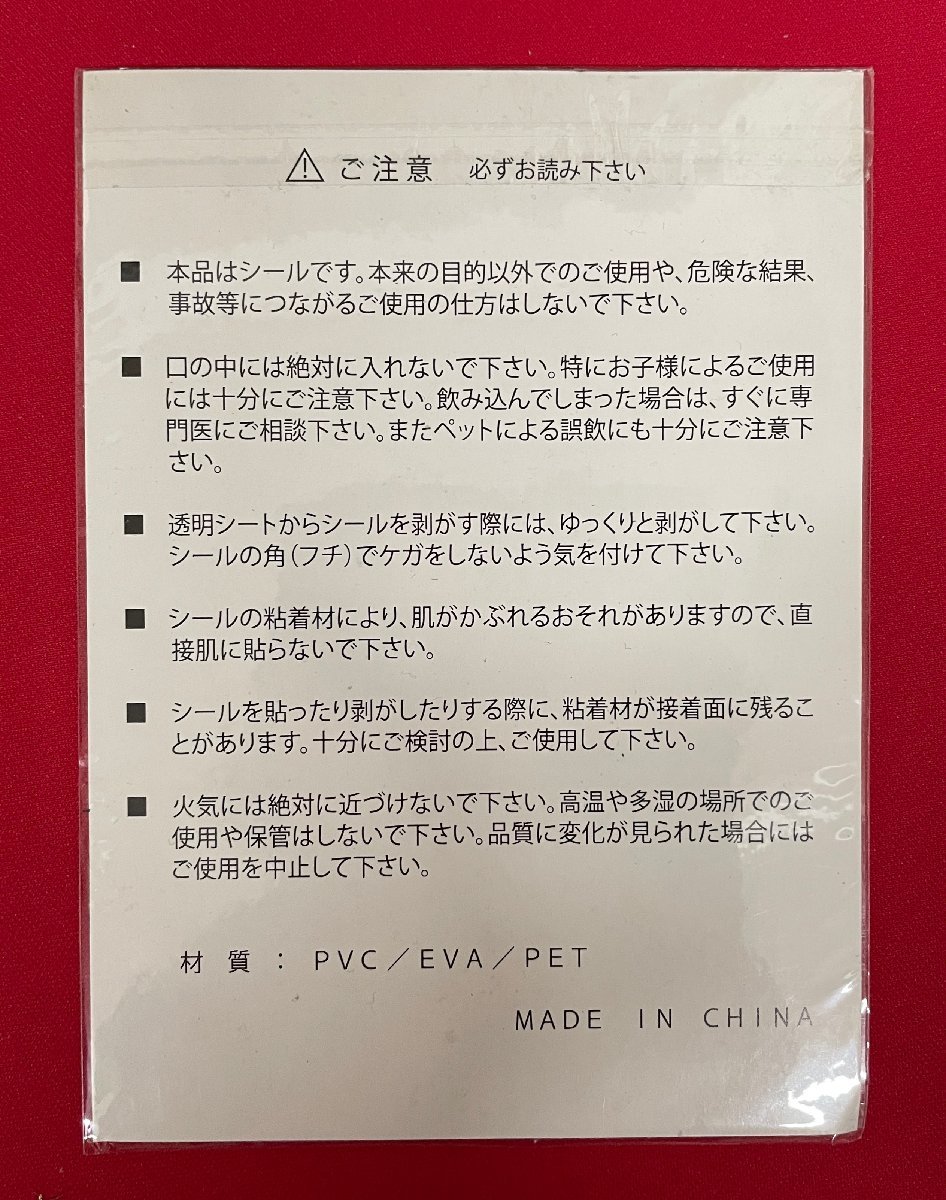 ⚠ ご注意 必ずお読み下さい
■ 本品はシールです。本来の目的以外でのご使用や、危険な結果、
事故等につながるご使用の仕方はしないで下さい。
■ 口の中には絶対に入れないで下さい。特にお子様によるご使用
には十分にご注意下さい。飲み込んでしまった場合は、すぐに専
門医にご相談下さい。またペットによる誤飲にも十分にご注意下
さい。
■ 透明シートからシールを剥がす際には、ゆっくりと剥がして下さい。
シールの角（フチ）でケガをしないよう気を付けて下さい。
■ シールの粘着材により、肌がかぶれるおそれがありますので、直
接肌に貼らないで下さい。
■ シールを貼ったり剥がしたりする際に、粘着材が接着面に残るこ
とがあります。十分にご検討の上、ご使用して下さい。
■ 火気には絶対に近づけないで下さい。高温や多湿の場所でのご
使用や保管はしないで下さい。品質に変化が見られた場合には
ご使用を中止して下さい。
材質：PVC／EVA／PET
MADE IN CHINA